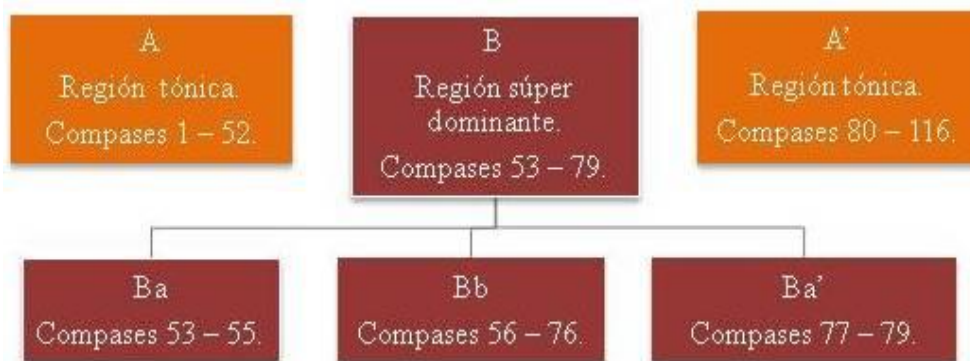 A
Región tónica.
Compases 1 – 52.
B
Región súper
dominante.
Compases 53 – 79.
A’
Región tónica.
Compases 80 – 116.
Ba
Compases 53 – 55.
Bb
Compases 56 – 76.
Ba’
Compases 77 – 79.